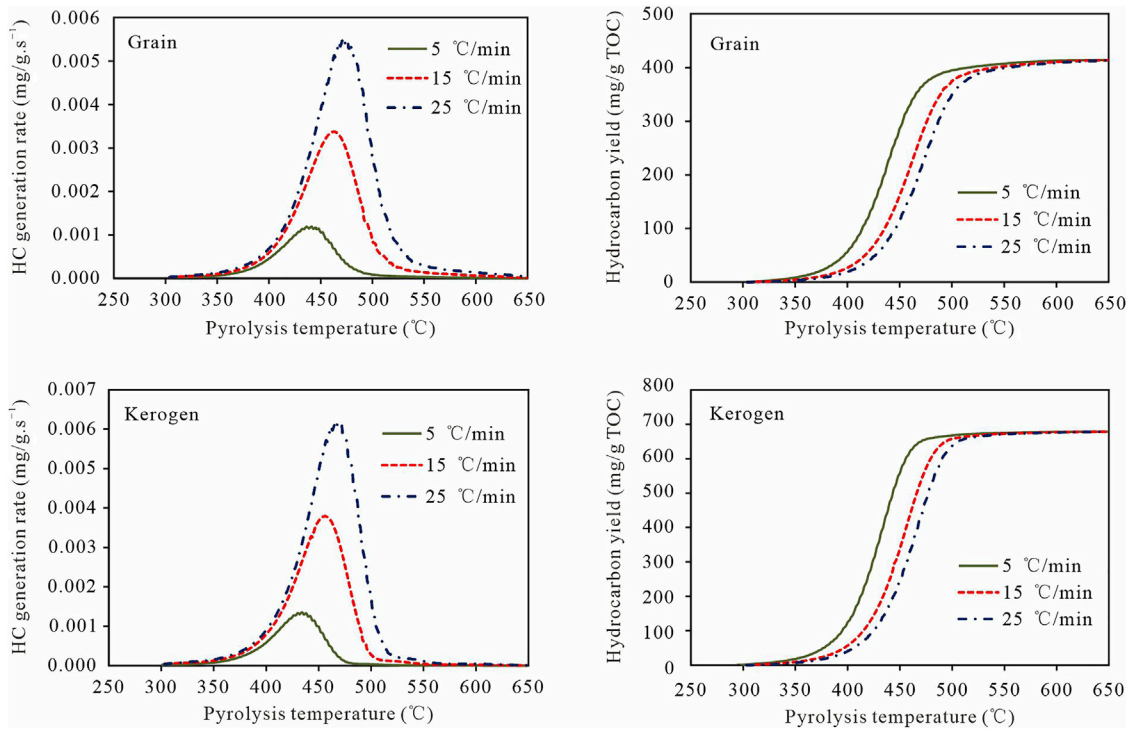 HC generation rate (mg/g.s⁻¹)
0.006
0.005
0.004
0.003
0.002
0.001
0.000
Grain
5 ℃/min
15 ℃/min
25 ℃/min
250 300 350 400 450 500 550 600 650
Pyrolysis temperature (℃)
Hydrocarbon yield (mg/g TOC)
500
400
300
200
100
0
Grain
5 ℃/min
15 ℃/min
25 ℃/min
250 300 350 400 450 500 550 600 650
Pyrolysis temperature (℃)
HC generation rate (mg/g.s⁻¹)
0.007
0.006
0.005
0.004
0.003
0.002
0.001
0.000
Kerogen
5 ℃/min
15 ℃/min
25 ℃/min
250 300 350 400 450 500 550 600 650
Pyrolysis temperature (℃)
Hydrocarbon yield (mg/g TOC)
800
700
600
500
400
300
200
100
0
Kerogen
5 ℃/min
15 ℃/min
25 ℃/min
250 300 350 400 450 500 550 600 650
Pyrolysis temperature (℃)